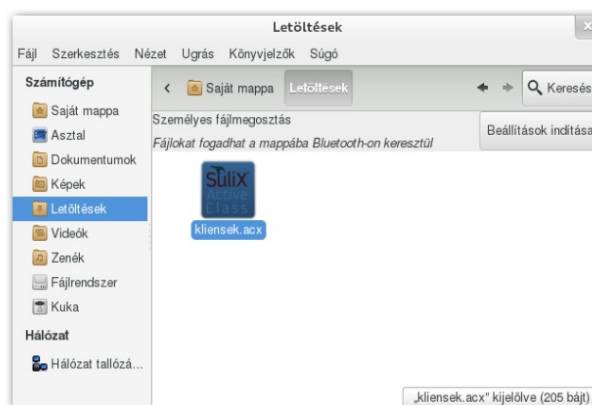 Letöltések
Fájl Szerkesztés Nézet Ugrás Könyvjelzők Súgó
Számítógép
Saját mappa
Asztal
Dokumentumok
Képek
Letöltések
Videók
Zenék
Fájlrendszer
Kuka
Hálózat
Hálózat tallózá...
Saját mappa Letöltések Keresés
Személyes fájlmegosztás
Fájlokat fogadhat a mappába Bluetooth-on keresztül
Beállítások indítása
Sulix
Active
Class
kliensek.acx
„kliensek.acx” kijelölve (205 bájt)